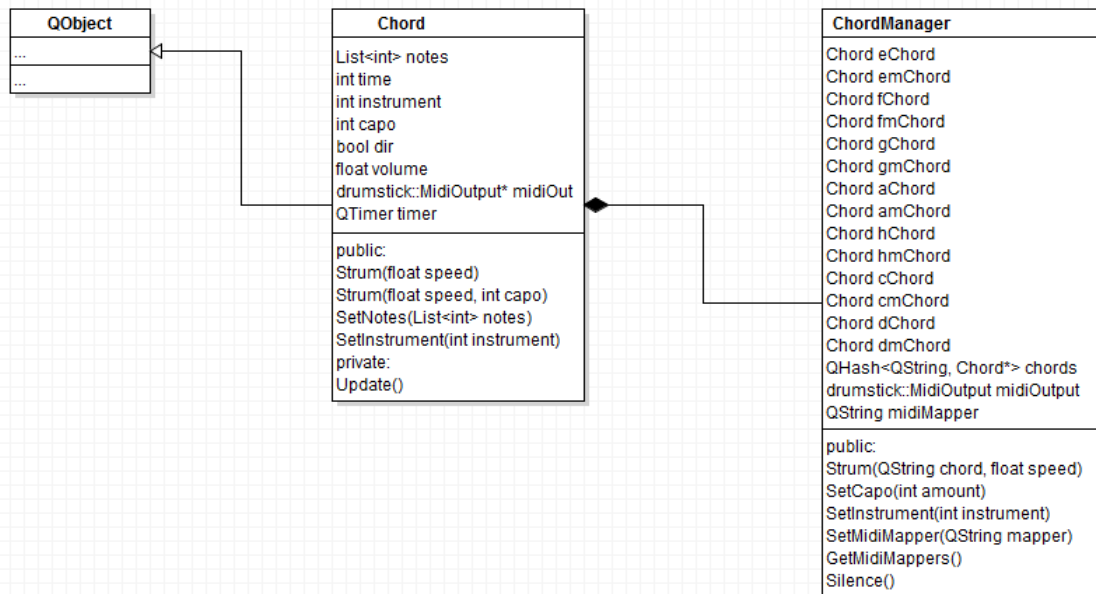 QObject
...
...
Chord
List<int> notes
int time
int instrument
int capo
bool dir
float volume
drumstick::MidiOutput* midiOut
QTimer timer
public:
Strum(float speed)
Strum(float speed, int capo)
SetNotes(List<int> notes)
SetInstrument(int instrument)
private:
Update()
ChordManager
Chord eChord
Chord emChord
Chord fChord
Chord fmChord
Chord gChord
Chord gmChord
Chord aChord
Chord amChord
Chord hChord
Chord hmChord
Chord cChord
Chord cmChord
Chord dChord
Chord dmChord
QHash<QString, Chord*> chords
drumstick::MidiOutput midiOutput
QString midiMapper
public:
Strum(QString chord, float speed)
SetCapo(int amount)
SetInstrument(int instrument)
SetMidiMapper(QString mapper)
GetMidiMappers()
Silence()